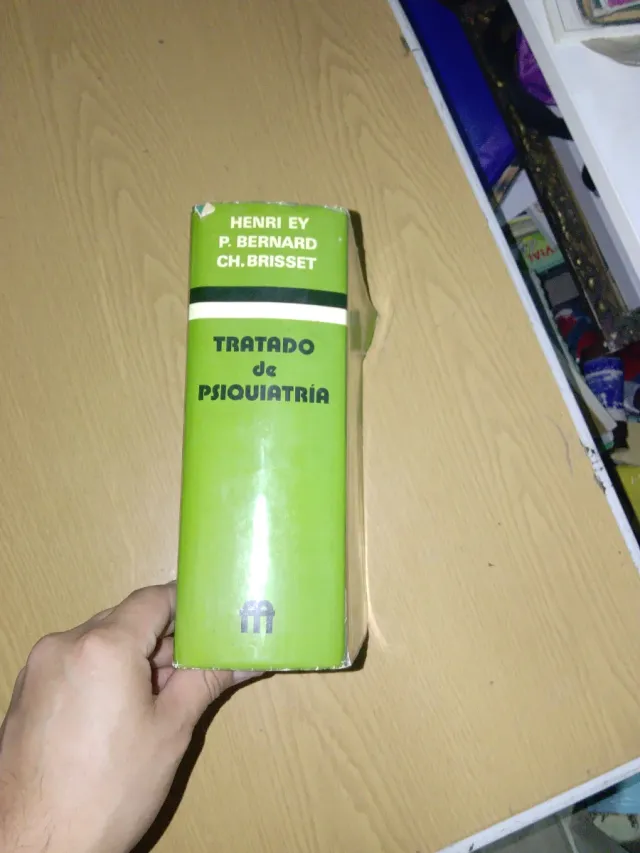 HENRI EY
P. BERNARD
CH. BRISSET
TRATADO
de
PSIQUIATRÍA